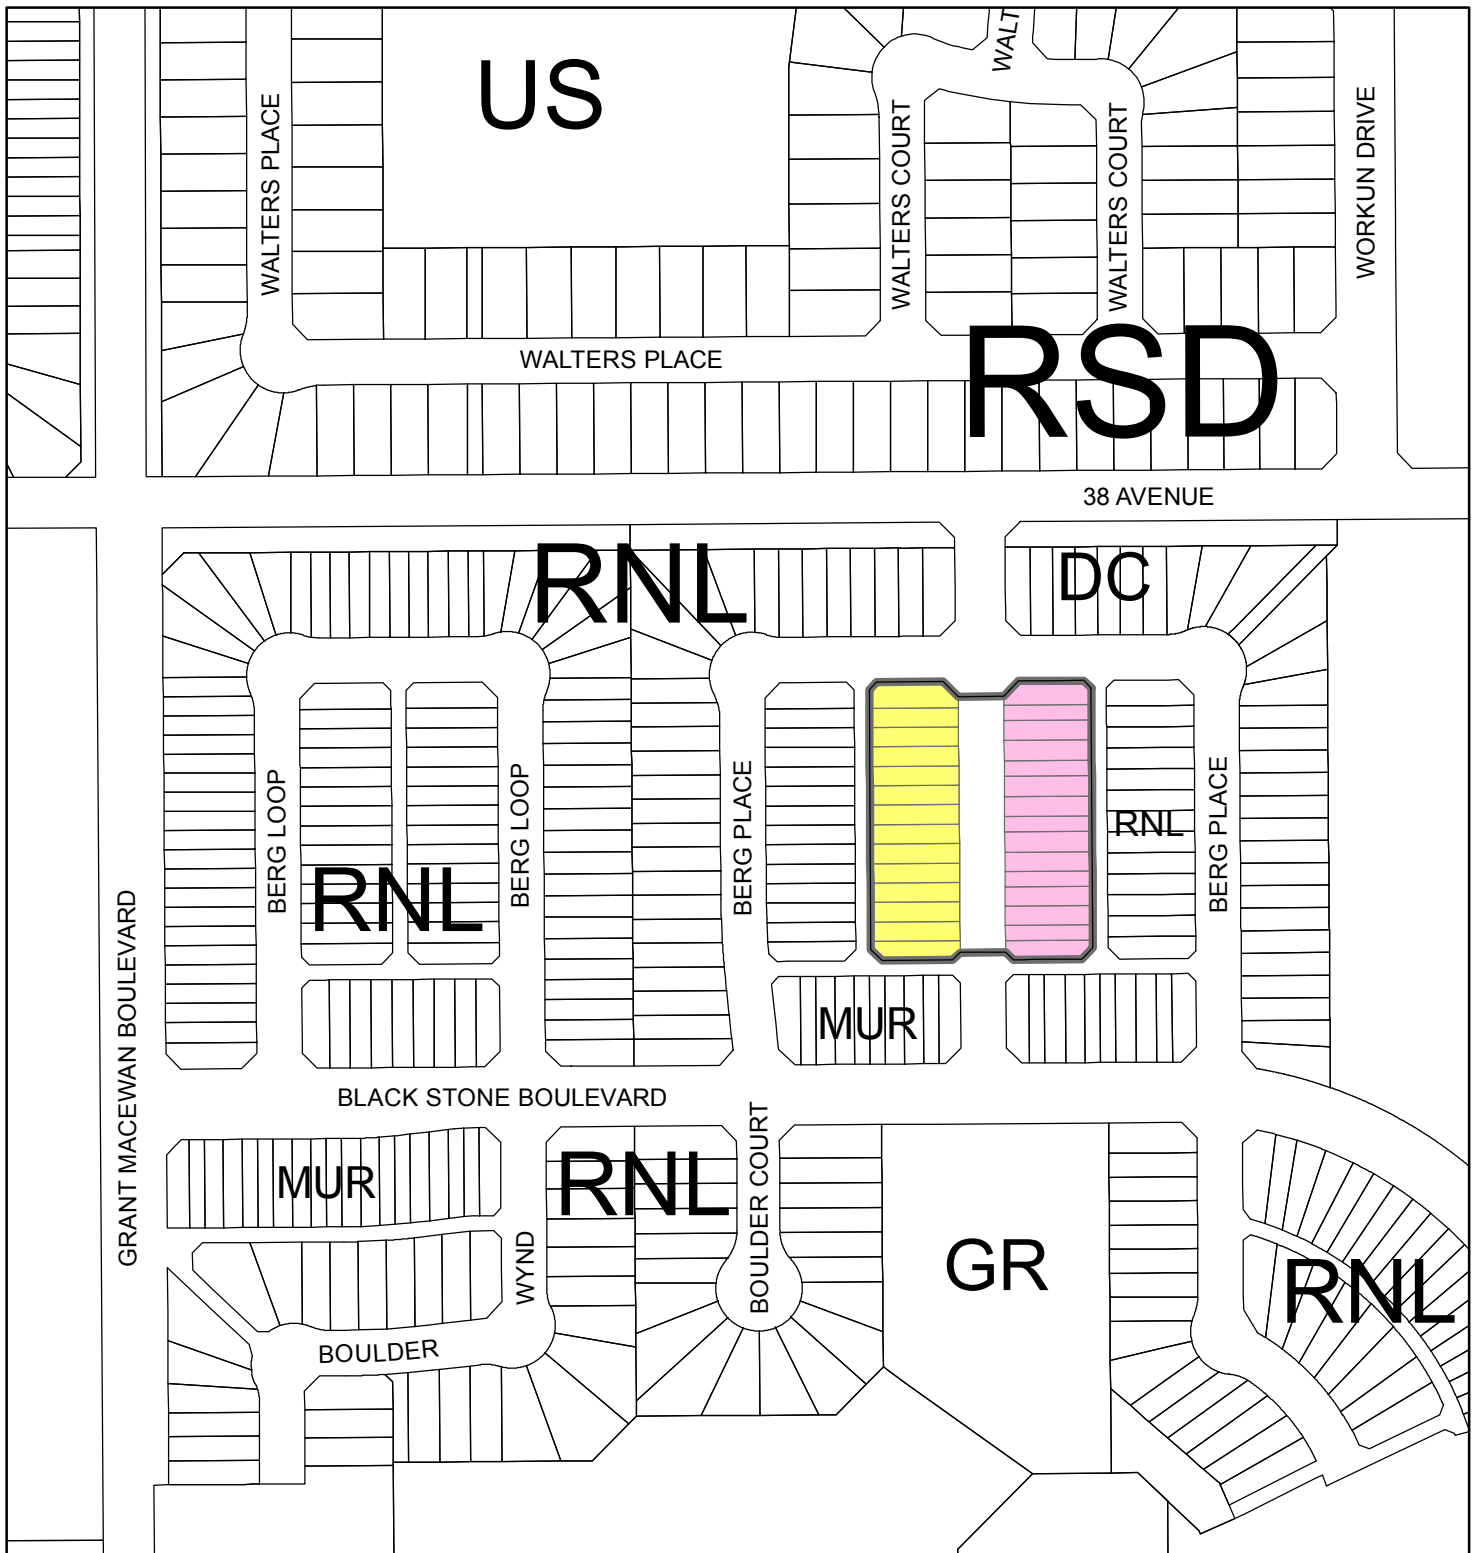 WALT
US
WALTERS PLACE
WALTERS COURT
WALTERS COURT
WORKUN DRIVE
WALTERS PLACE
RSD
38 AVENUE
RNL
DC
BERG LOOP
BERG LOOP
BERG PLACE
RNL
BERG PLACE
RNL
GRANT MACEWAN BOULEVARD
MUR
BLACK STONE BOULEVARD
BOULDER COURT
MUR
RNL
WYND
GR
RNL
BOULDER